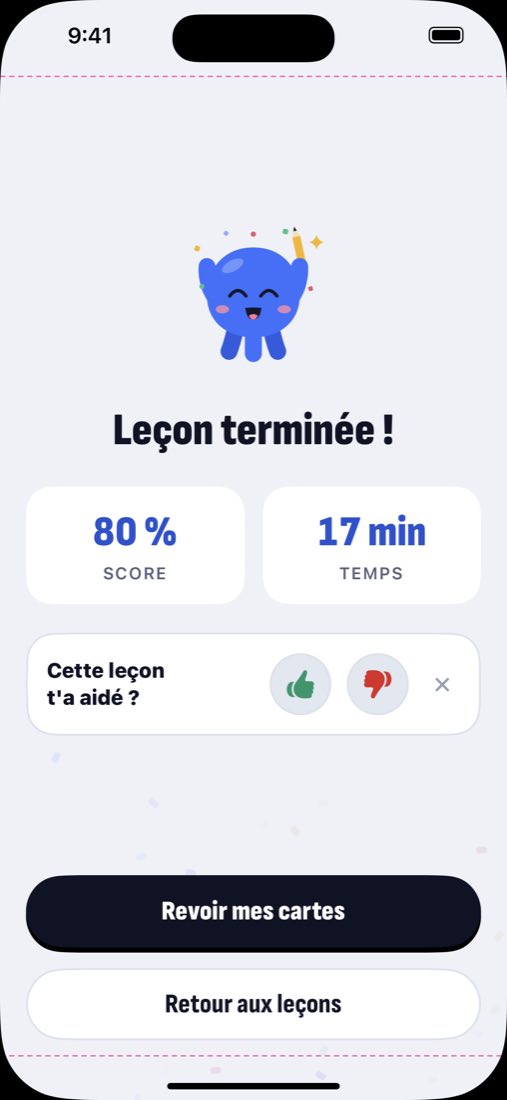 9:41
Leçon terminée !
80 %
SCORE
17 min
TEMPS
Cette leçon
t'a aidé ?
Revoir mes cartes
Retour aux leçons